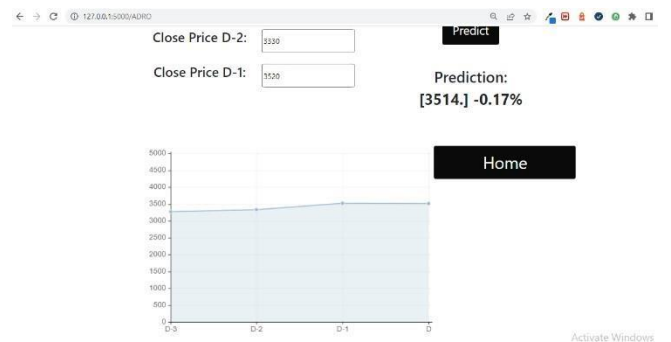 127.0.0.1:5000/ADRO
Close Price D-2:
3330
Predict
Close Price D-1:
3520
Prediction:
[3514.] -0.17%
Home
5000
4500
4000
3500
3000
2500
2000
1500
1000
500
0
D-3
D-2
D-1
D
Activate Windows